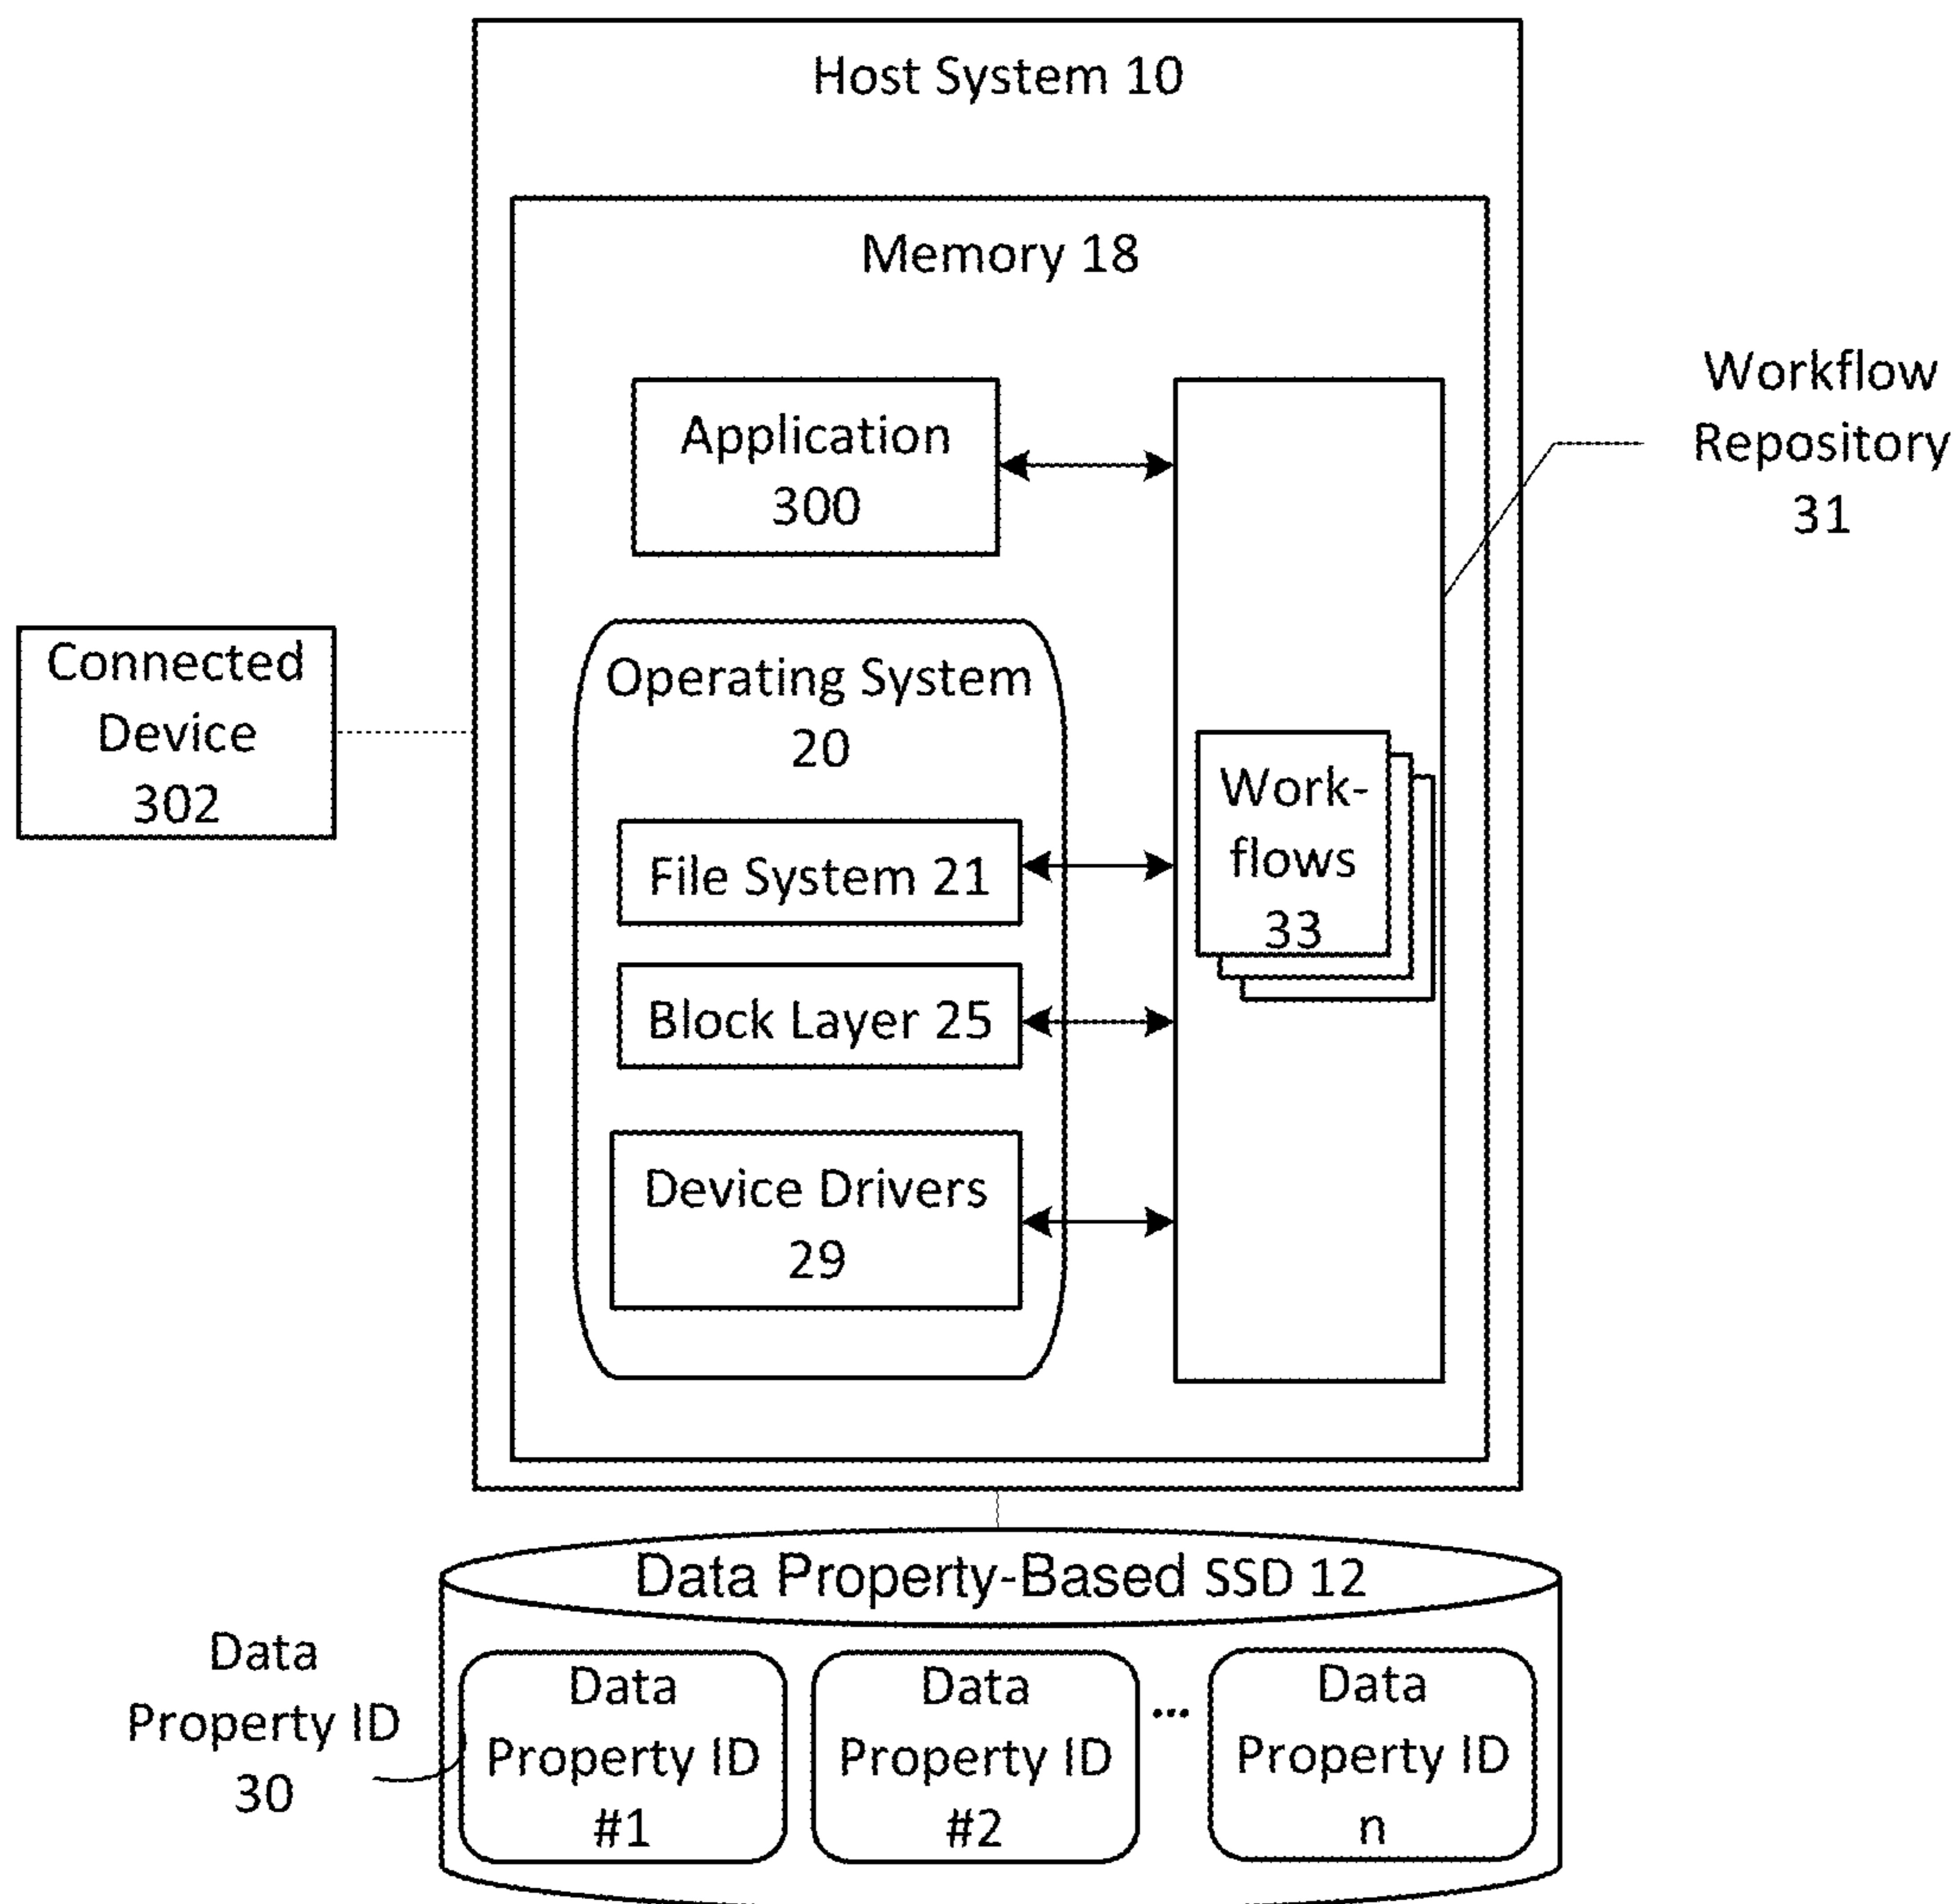 Host System 10
Memory 18
Application
300
Workflow
Repository
31
Connected
Device
302
Operating System
20
File System 21
Block Layer 25
Device Drivers
29
Work-
flows
33
Data Property-Based SSD 12
Data
Property ID
30
Data
Property ID
#1
Data
Property ID
#2
...
Data
Property ID
n